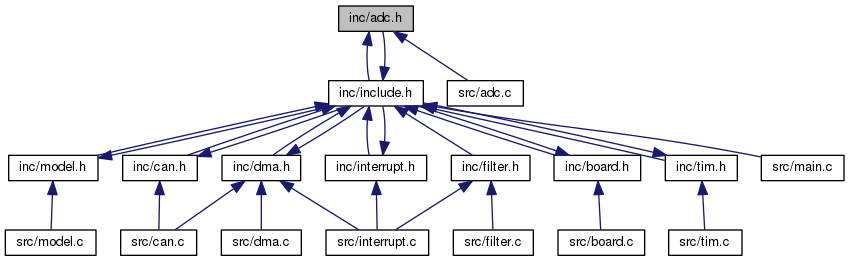 inc/adc.h
inc/include.h
src/adc.c
inc/model.h
inc/can.h
inc/dma.h
inc/interrupt.h
inc/filter.h
inc/board.h
inc/tim.h
src/main.c
src/model.c
src/can.c
src/dma.c
src/interrupt.c
src/filter.c
src/board.c
src/tim.c